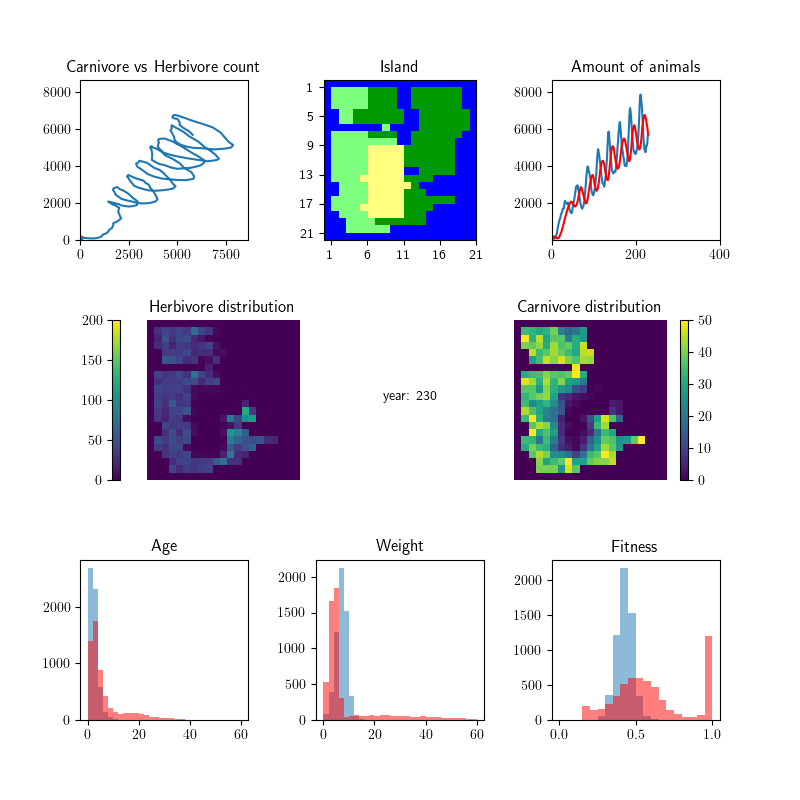 Carnivore vs Herbivore count
Island
Amount of animals
8000
6000
4000
2000
0
0 2500 5000 7500
1
5
9
13
17
21
1 6 11 16 21
8000
6000
4000
2000
0
0 200 400
Herbivore distribution
200
150
100
50
0
year: 230
Carnivore distribution
50
40
30
20
10
0
Age
Weight
Fitness
2000
1000
0
0 20 40 60
2000
1500
1000
500
0
0 20 40 60
2000
1500
1000
500
0
0.0 0.5 1.0